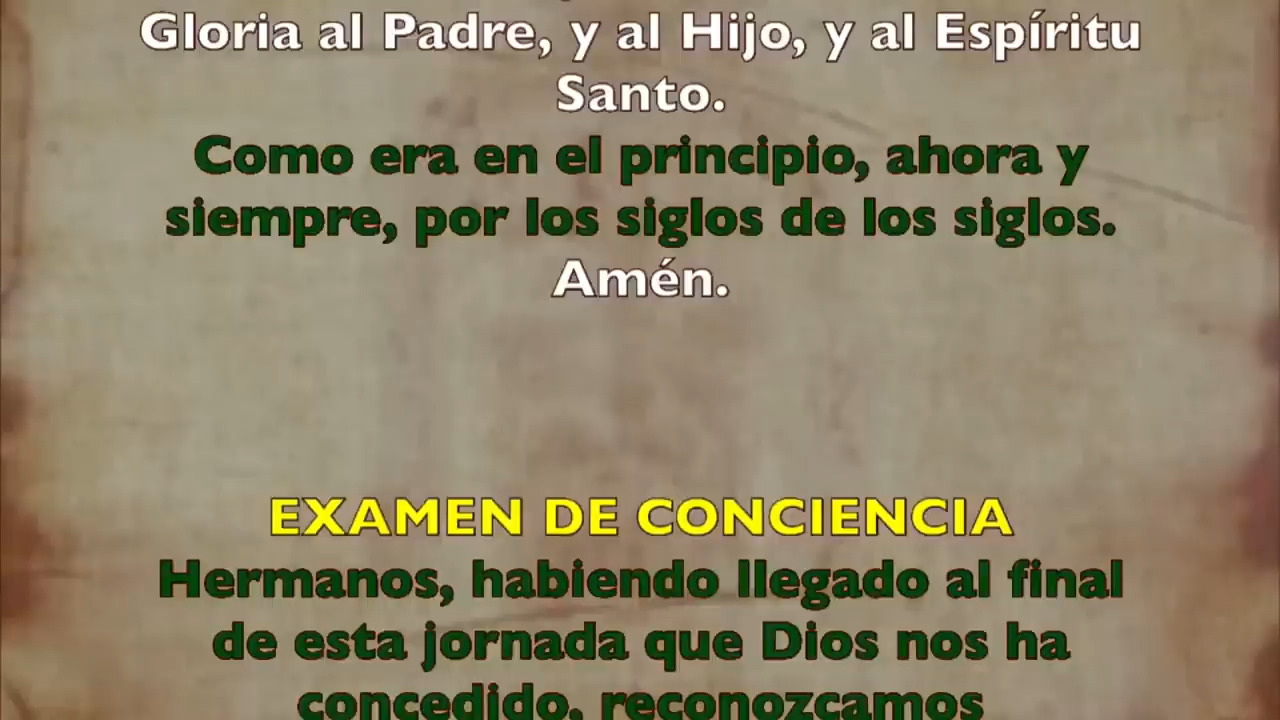 Gloria al Padre, y al Hijo, y al Espíritu
Santo.
Como era en el principio, ahora y
siempre, por los siglos de los siglos.
Amén.
EXAMEN DE CONCIENCIA
Hermanos, habiendo llegado al final
de esta jornada que Dios nos ha
concedido, reconozcamos